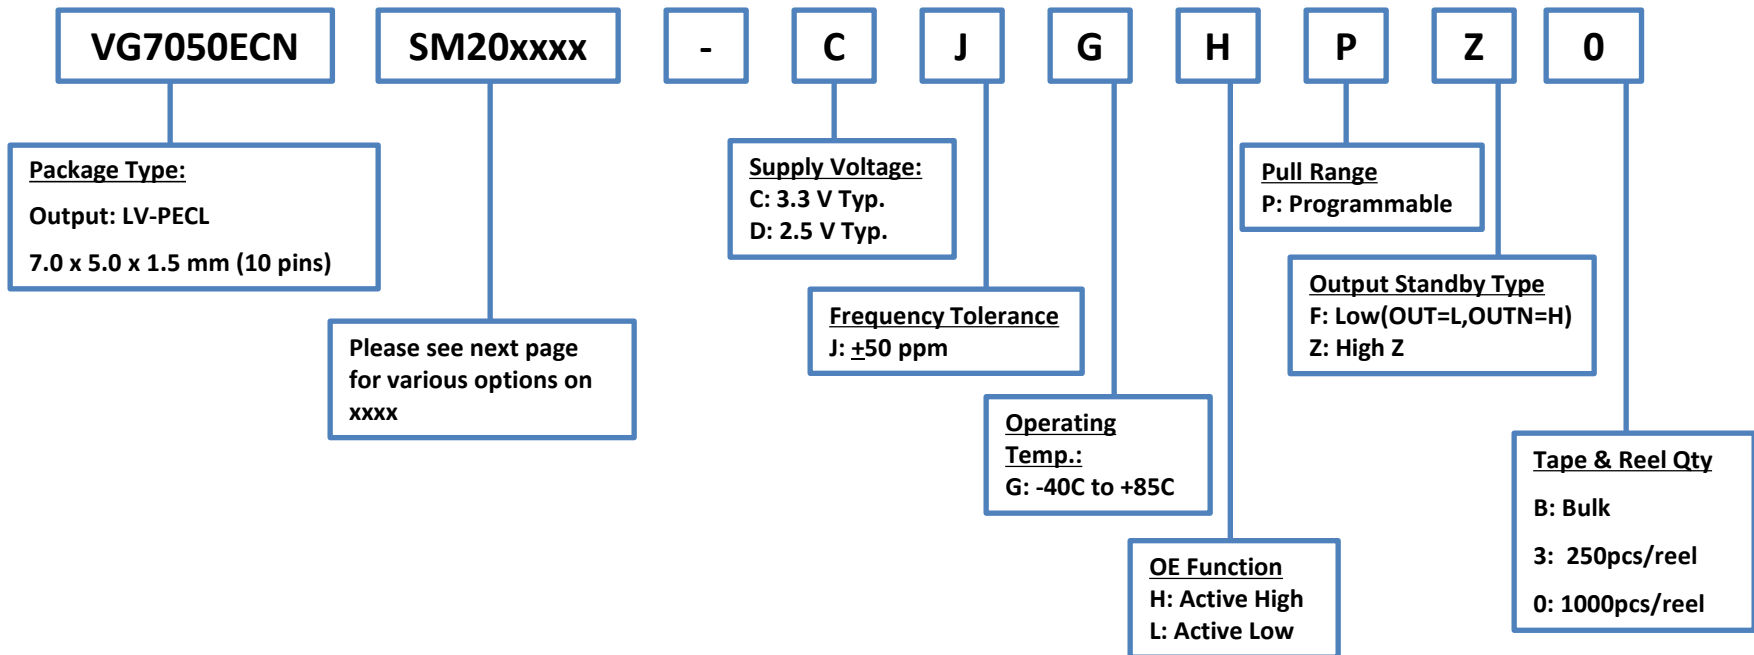 VG7050ECN SM20xxxx - C J G H P Z 0
Package Type:
Output: LV-PECL
7.0 x 5.0 x 1.5 mm (10 pins)
Please see next page
for various options on
xxxx
Supply Voltage:
C: 3.3 V Typ.
D: 2.5 V Typ.
Frequency Tolerance
J: ±50 ppm
Operating
Temp.:
G: -40C to +85C
OE Function
H: Active High
L: Active Low
Pull Range
P: Programmable
Output Standby Type
F: Low(OUT=L,OUTN=H)
Z: High Z
Tape & Reel Qty
B: Bulk
3: 250pcs/reel
0: 1000pcs/reel